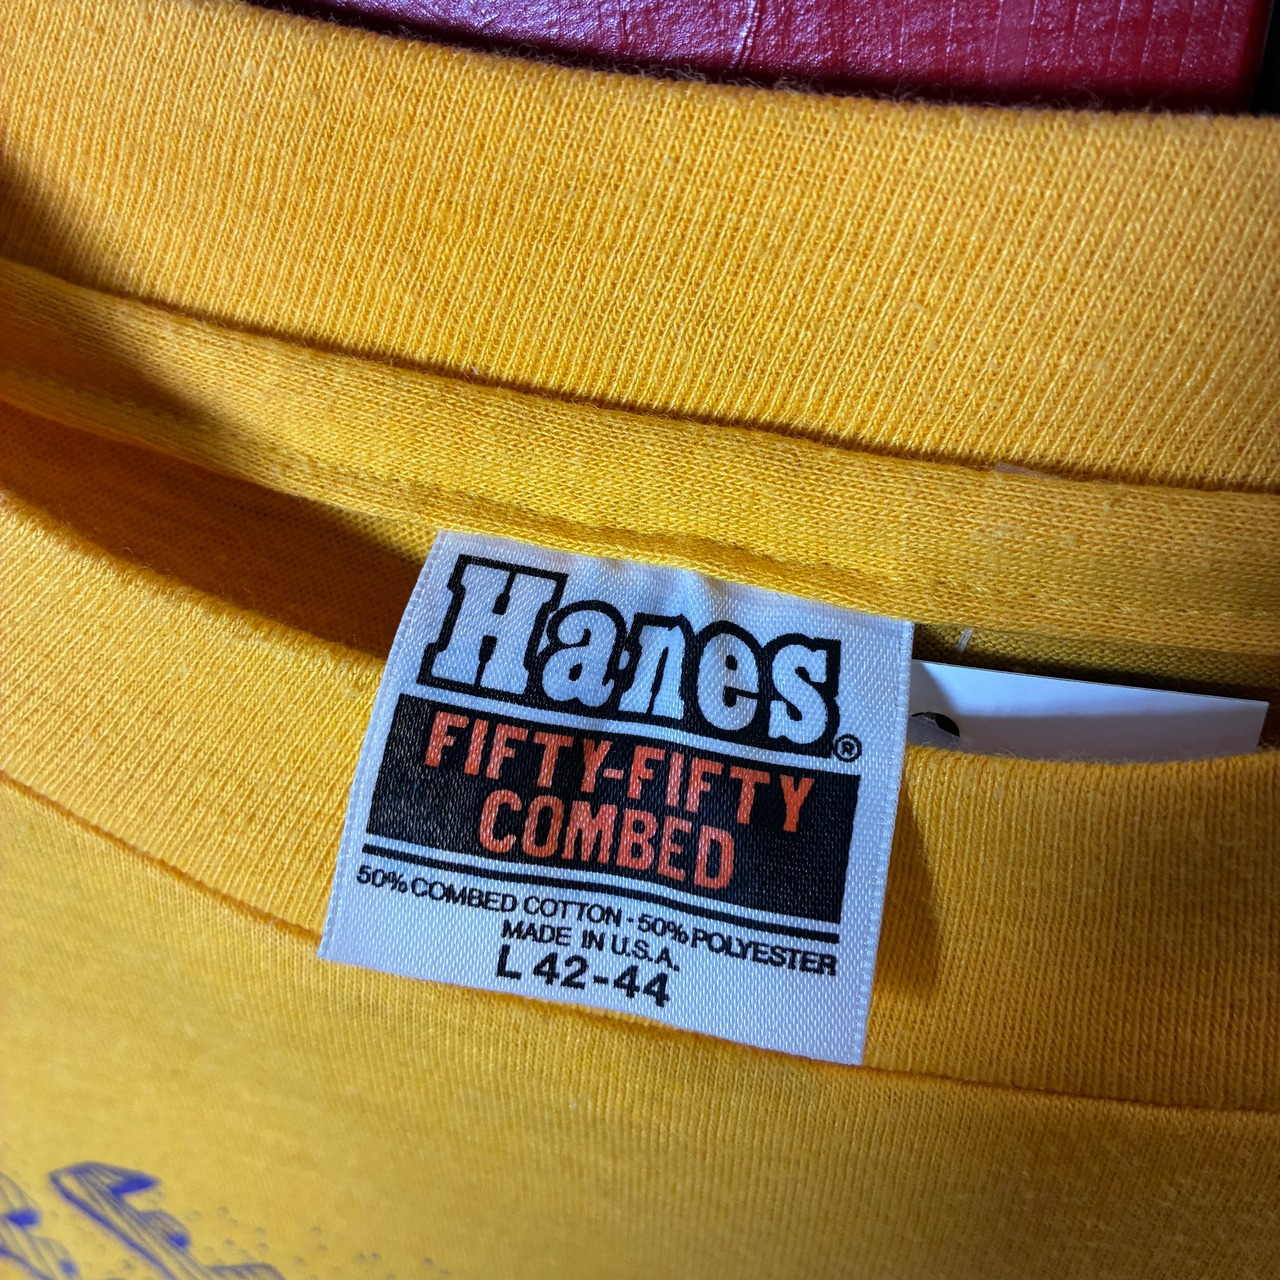 Hanes®
FIFTY-FIFTY
COMBED
50% COMBED COTTON - 50% POLYESTER
MADE IN U.S.A.
L 42-44